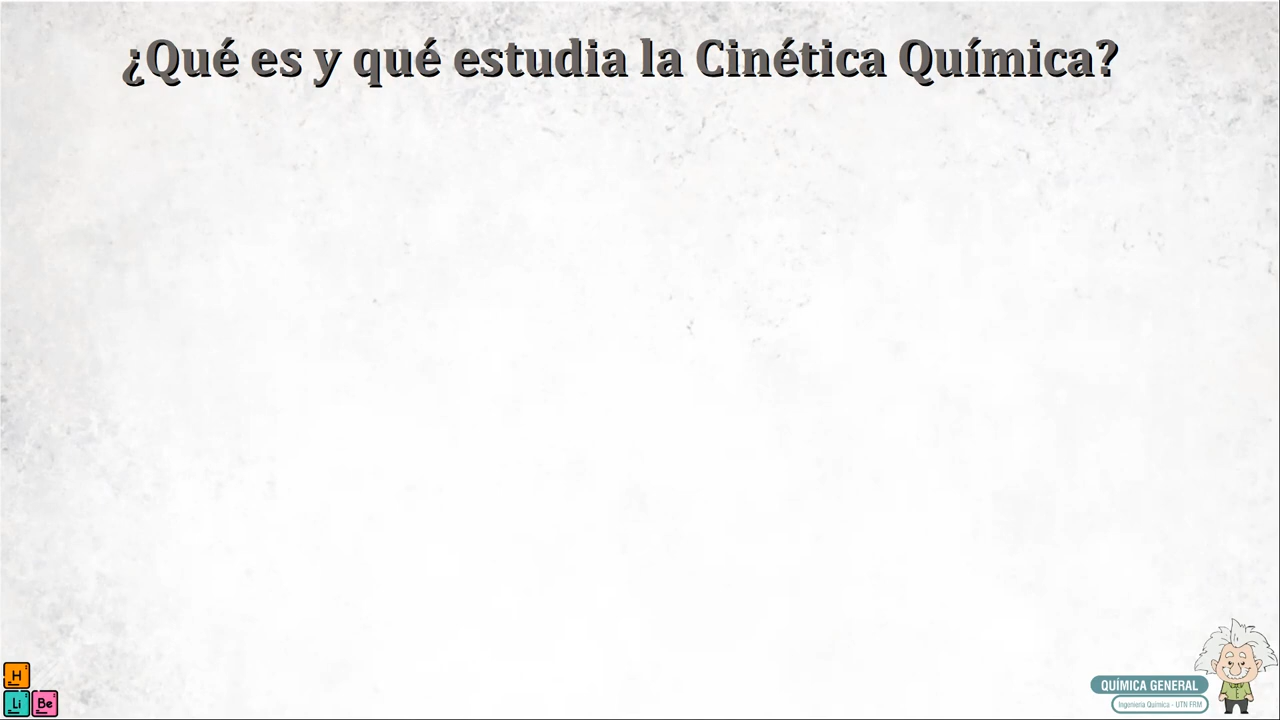 ¿Qué es y qué estudia la Cinética Química?
H
Li Be
QUÍMICA GENERAL
Ingeniería Química - UTN FRM